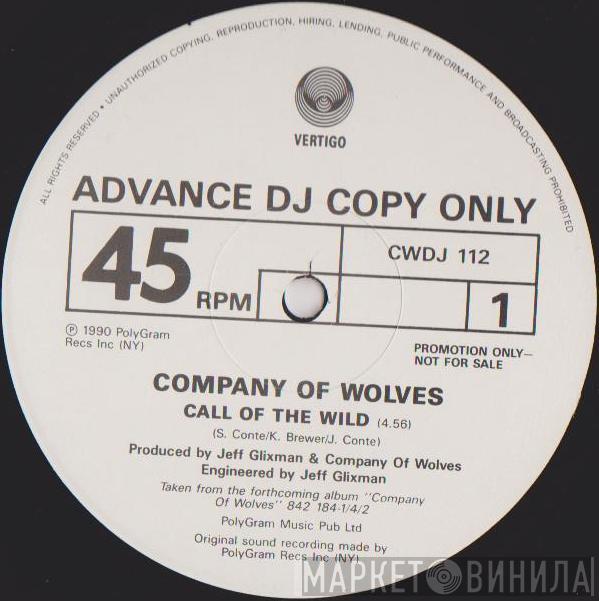 ALL RIGHTS RESERVED • UNAUTHORIZED COPYING, REPRODUCTION, HIRING, LENDING, PUBLIC PERFORMANCE AND BROADCASTING PROHIBITED
VERTIGO
ADVANCE DJ COPY ONLY
45 RPM
CWDJ 112
1
℗ 1990 PolyGram
Recs Inc (NY)
PROMOTION ONLY—
NOT FOR SALE
COMPANY OF WOLVES
CALL OF THE WILD (4.56)
(S. Conte/K. Brewer/J. Conte)
Produced by Jeff Glixman & Company Of Wolves
Engineered by Jeff Glixman
Taken from the forthcoming album "Company
Of Wolves" 842 184-1/4/2
PolyGram Music Pub Ltd
Original sound recording made by
PolyGram Recs Inc (NY)
МАРКЕТ ВИНИЛА